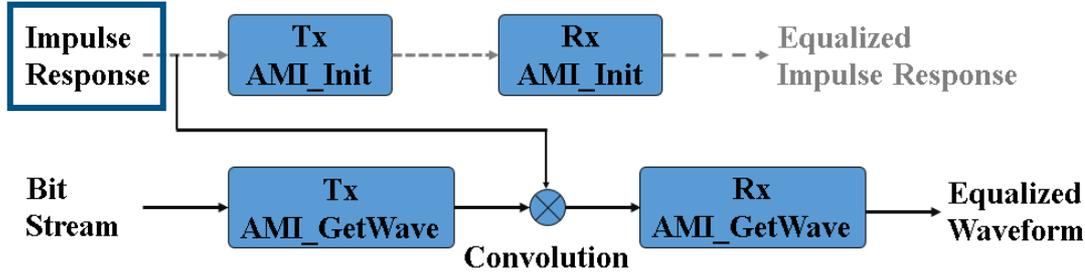 Impulse
Response
Tx
AMI_Init
Rx
AMI_Init
Equalized
Impulse Response
Bit
Stream
Tx
AMI_GetWave
Convolution
Rx
AMI_GetWave
Equalized
Waveform